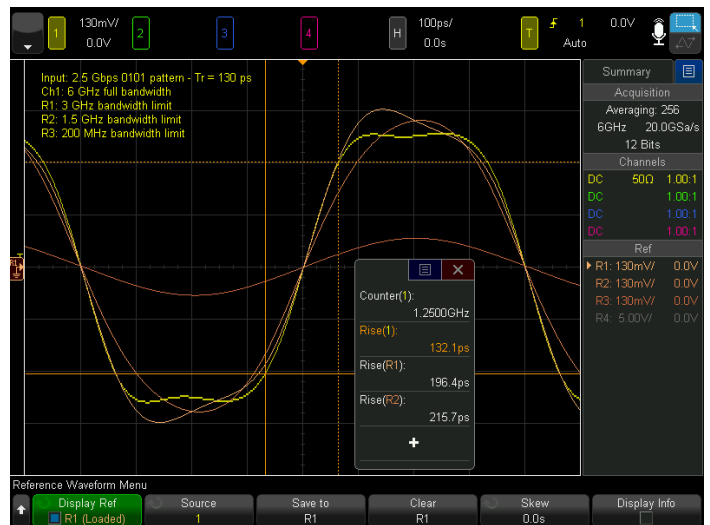 1
130mV/
0.0V
2
3
4
H
100ps/
0.0s
T
1
0.0V
Auto
Input: 2.5 Gbps 0101 pattern - Tr = 130 ps
Ch1: 6 GHz full bandwidth
R1: 3 GHz bandwidth limit
R2: 1.5 GHz bandwidth limit
R3: 200 MHz bandwidth limit
Summary
Acquisition
Averaging: 256
6GHz 20.0GSa/s
12 Bits
Channels
DC 50Ω 1.00:1
DC 1.00:1
DC 1.00:1
DC 1.00:1
Ref
R1: 130mV/ 0.0V
R2: 130mV/ 0.0V
R3: 130mV/ 0.0V
R4: 5.00V/ 0.0V
R1
Counter(1):
1.2500GHz
Rise(1):
132.1ps
Rise(R1):
196.4ps
Rise(R2):
215.7ps
Reference Waveform Menu
Display Ref
R1 (Loaded)
Source
1
Save to
R1
Clear
R1
Skew
0.0s
Display Info